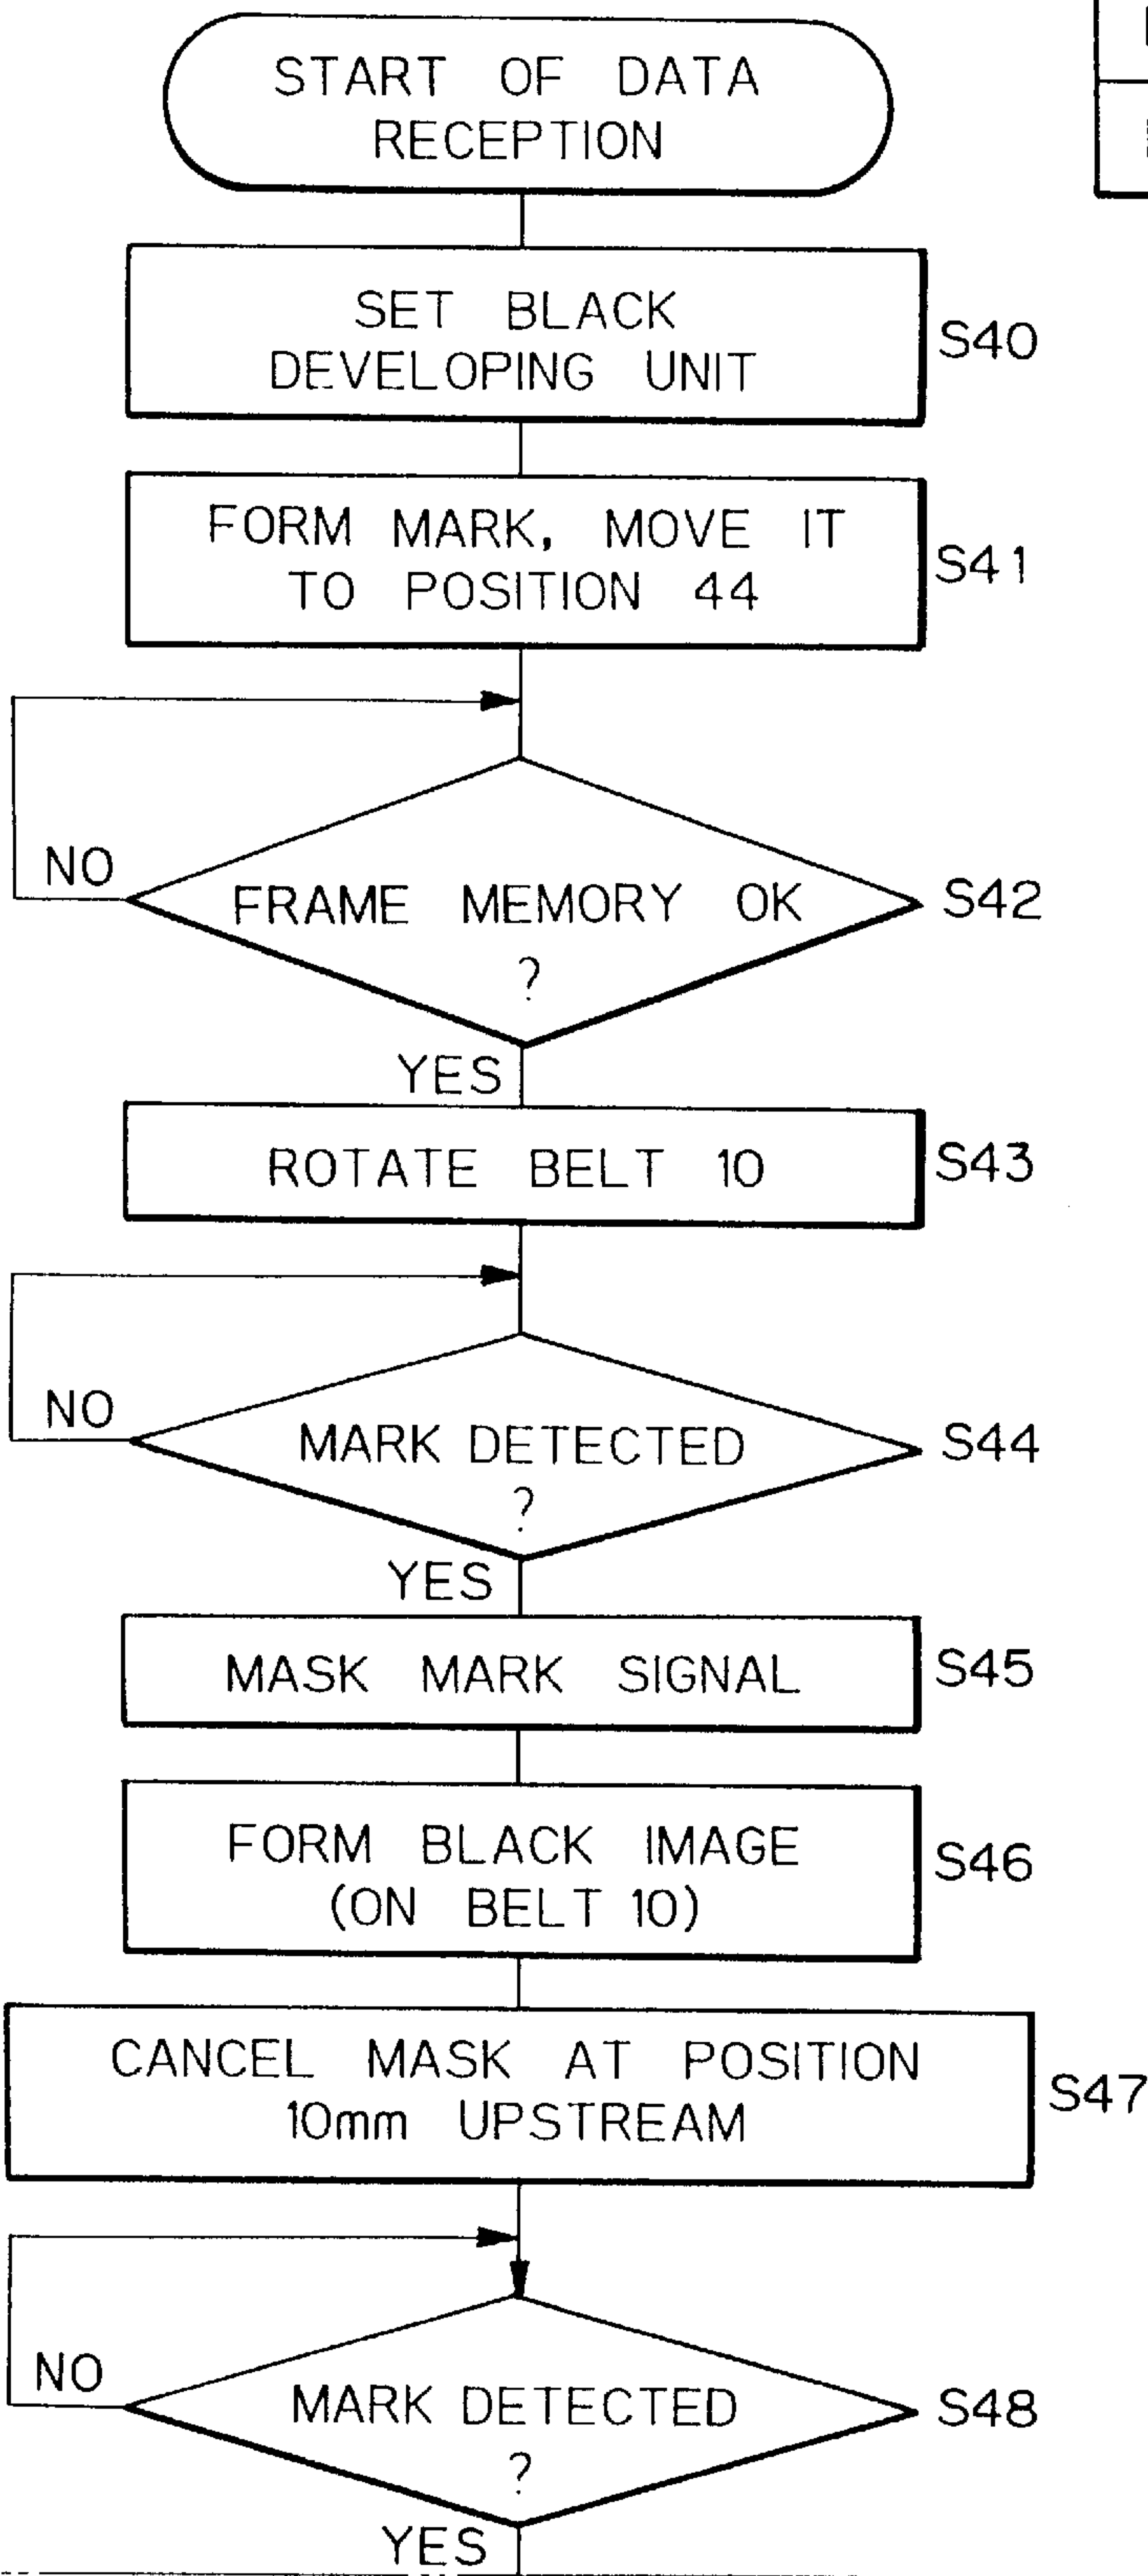 START OF DATA
RECEPTION
SET BLACK
DEVELOPING UNIT
S40
FORM MARK, MOVE IT
TO POSITION 44
S41
NO
FRAME MEMORY OK
?
S42
YES
ROTATE BELT 10
S43
NO
MARK DETECTED
?
S44
YES
MASK MARK SIGNAL
S45
FORM BLACK IMAGE
(ON BELT 10)
S46
CANCEL MASK AT POSITION
10mm UPSTREAM
S47
NO
MARK DETECTED
?
S48
YES